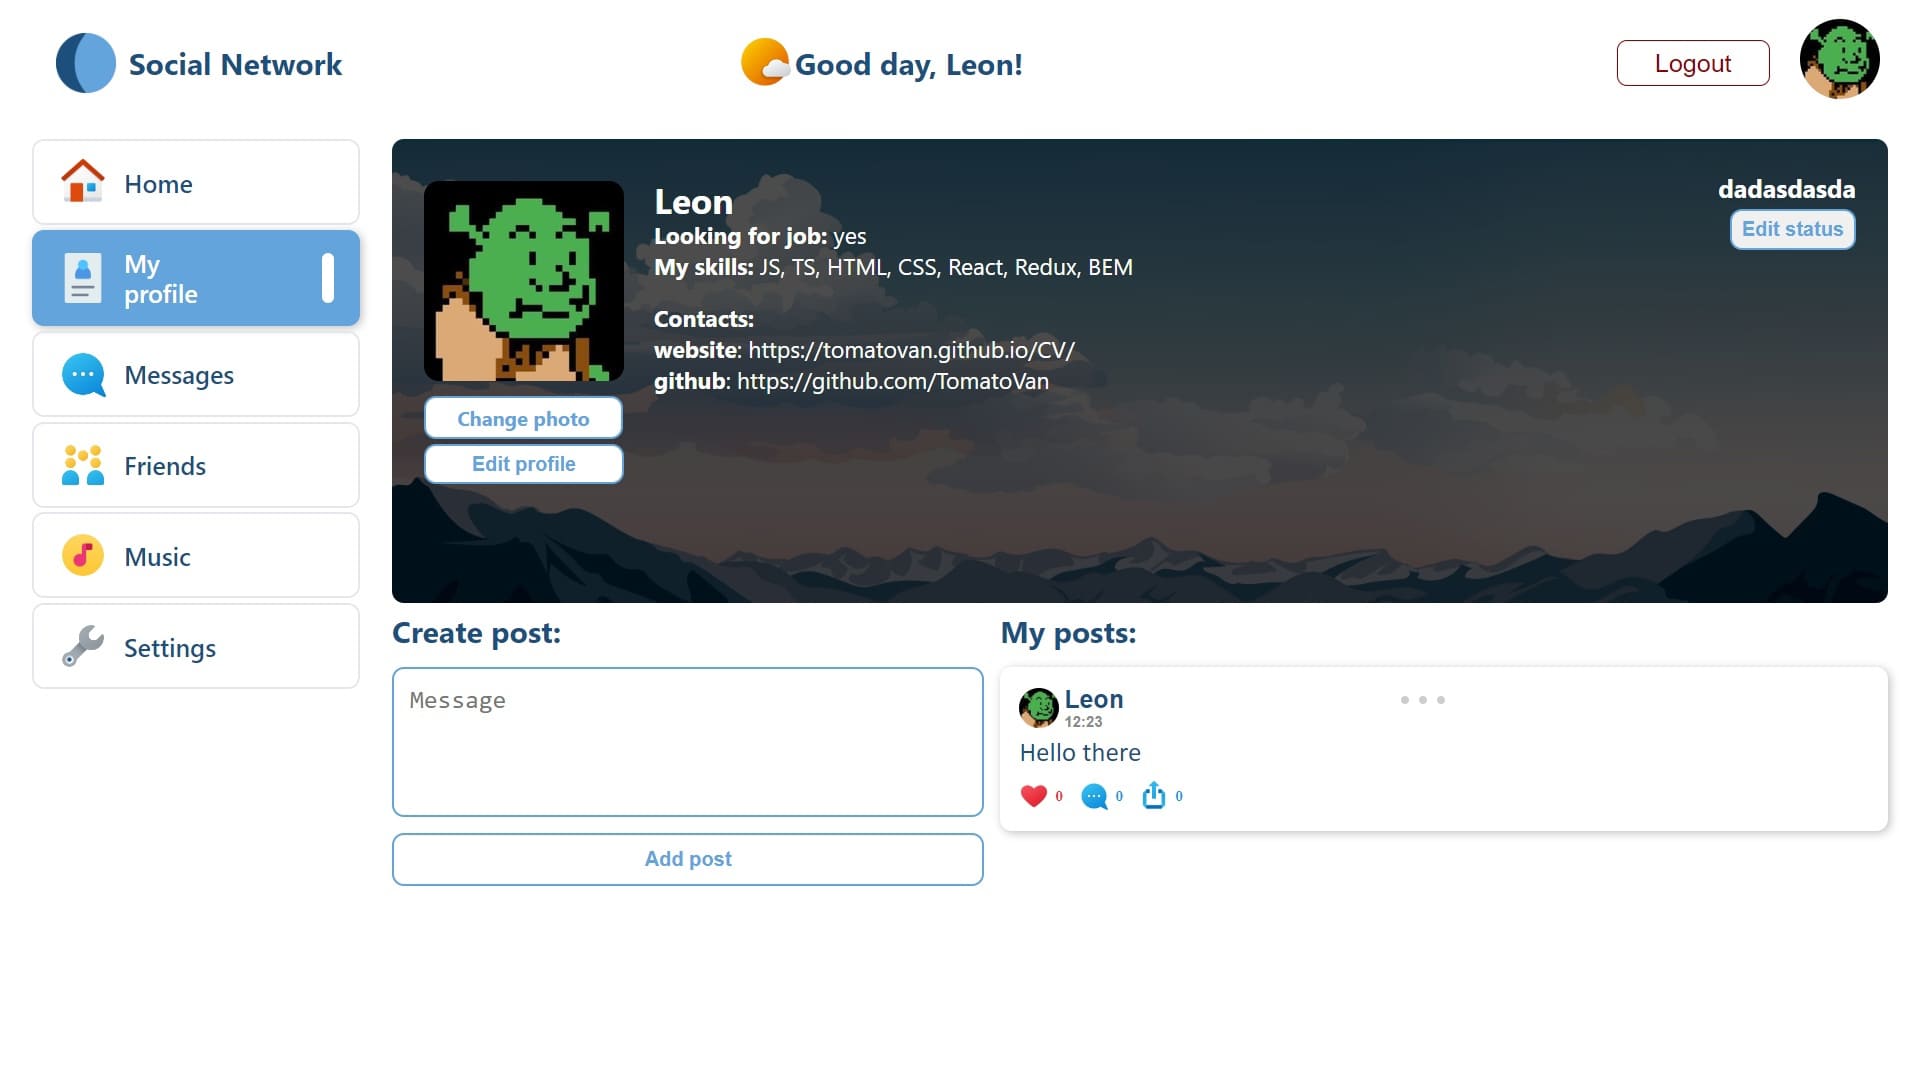 Social Network
Good day, Leon!
Logout
Home
My
profile
Messages
Friends
Music
Settings
Leon
Looking for job: yes
My skills: JS, TS, HTML, CSS, React, Redux, BEM
Contacts:
website: https://tomatovan.github.io/CV/
github: https://github.com/TomatoVan
dadasdasda
Edit status
Change photo
Edit profile
Create post:
Message
Add post
My posts:
Leon
12:23
Hello there
0 0 0